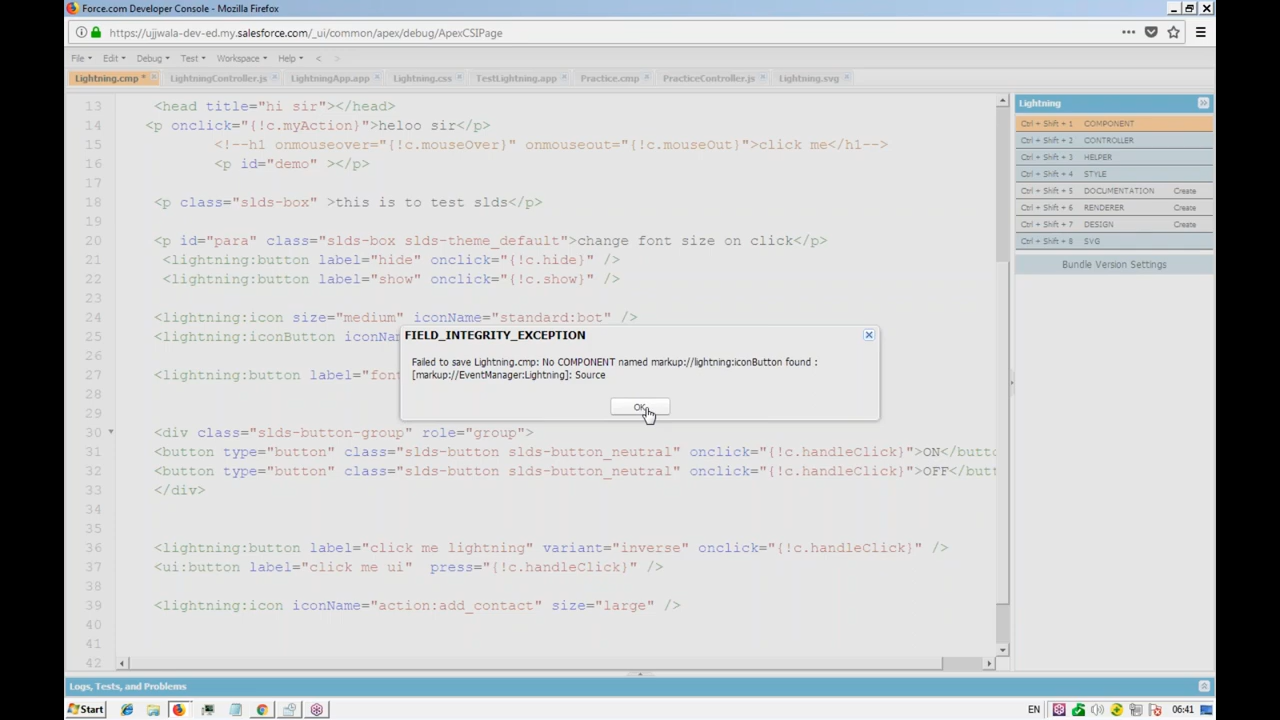 Force.com Developer Console - Mozilla Firefox
https://ujjwala-dev-ed.my.salesforce.com/_ui/common/apex/debug/ApexCSIPage
File Edit Debug Test Workspace Help < >
Lightning.cmp * LightningController.js LightningApp.app Lightning.css TestLightning.app Practice.cmp PracticeController.js Lightning.svg
13 <head title="hi sir"></head>
14 <p onclick="{!c.myAction}">heloo sir</p>
15 <!--h1 onmouseover="{!c.mouseOver}" onmouseout="{!c.mouseOut}">click me</h1-->
16 <p id="demo" ></p>
17
18 <p class="slds-box" >this is to test slds</p>
19
20 <p id="para" class="slds-box slds-theme_default">change font size on click</p>
21 <lightning:button label="hide" onclick="{!c.hide}" />
22 <lightning:button label="show" onclick="{!c.show}" />
23
24 <lightning:icon size="medium" iconName="standard:bot" />
25 <lightning:iconButton iconNa
26
27 <lightning:button label="fon
28
29
30 <div class="slds-button-group" role="group">
31 <button type="button" class="slds-button slds-button_neutral" onclick="{!c.handleClick}">ON</butto
32 <button type="button" class="slds-button slds-button_neutral" onclick="{!c.handleClick}">OFF</but
33 </div>
34
35
36 <lightning:button label="click me lightning" variant="inverse" onclick="{!c.handleClick}" />
37 <ui:button label="click me ui" press="{!c.handleClick}" />
38
39 <lightning:icon iconName="action:add_contact" size="large" />
40
41
42
FIELD_INTEGRITY_EXCEPTION
Failed to save Lightning.cmp: No COMPONENT named markup://lightning:iconButton found :
[markup://EventManager:Lightning]: Source
OK
Lightning
Ctrl + Shift + 1 COMPONENT
Ctrl + Shift + 2 CONTROLLER
Ctrl + Shift + 3 HELPER
Ctrl + Shift + 4 STYLE
Ctrl + Shift + 5 DOCUMENTATION Create
Ctrl + Shift + 6 RENDERER Create
Ctrl + Shift + 7 DESIGN Create
Ctrl + Shift + 8 SVG
Bundle Version Settings
Logs, Tests, and Problems
Start
EN 06:41